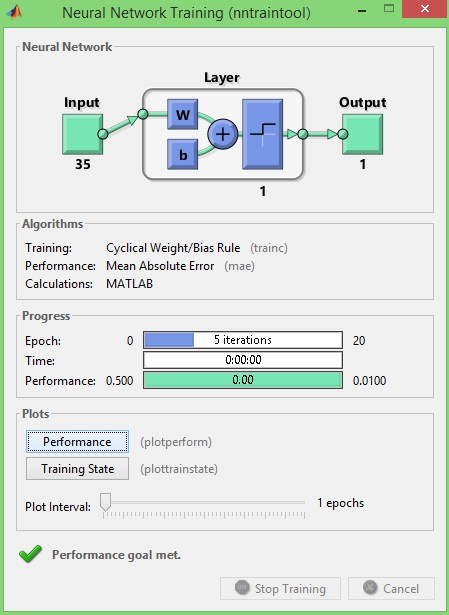 Neural Network Training (nntraintool)
Neural Network
Layer
Input
Output
W
b
+
35
1
1
Algorithms
Training: Cyclical Weight/Bias Rule (trainc)
Performance: Mean Absolute Error (mae)
Calculations: MATLAB
Progress
Epoch: 0 5 iterations 20
Time: 0:00:00
Performance: 0.500 0.00 0.0100
Plots
Performance (plotperform)
Training State (plottrainstate)
Plot Interval: 1 epochs
Performance goal met.
Stop Training Cancel